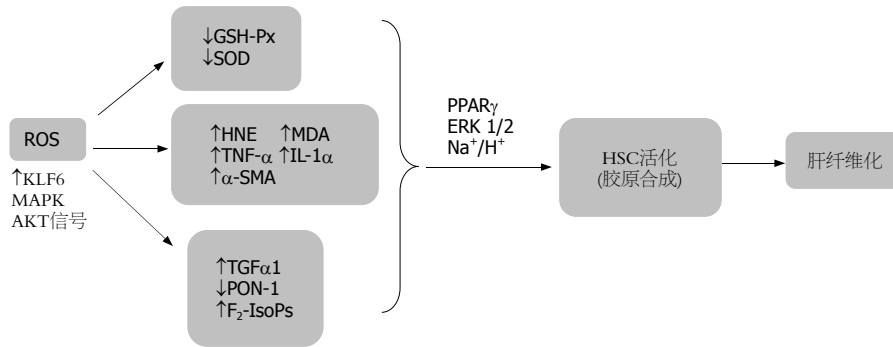 ROS
↑KLF6
MAPK
AKT信号
↓GSH-Px
↓SOD
↑HNE ↑MDA
↑TNF-α ↑IL-1α
↑α-SMA
↑TGFα1
↓PON-1
↑F₂-IsoPs
PPARγ
ERK 1/2
Na⁺/H⁺
HSC活化
(胶原合成)
肝纤维化